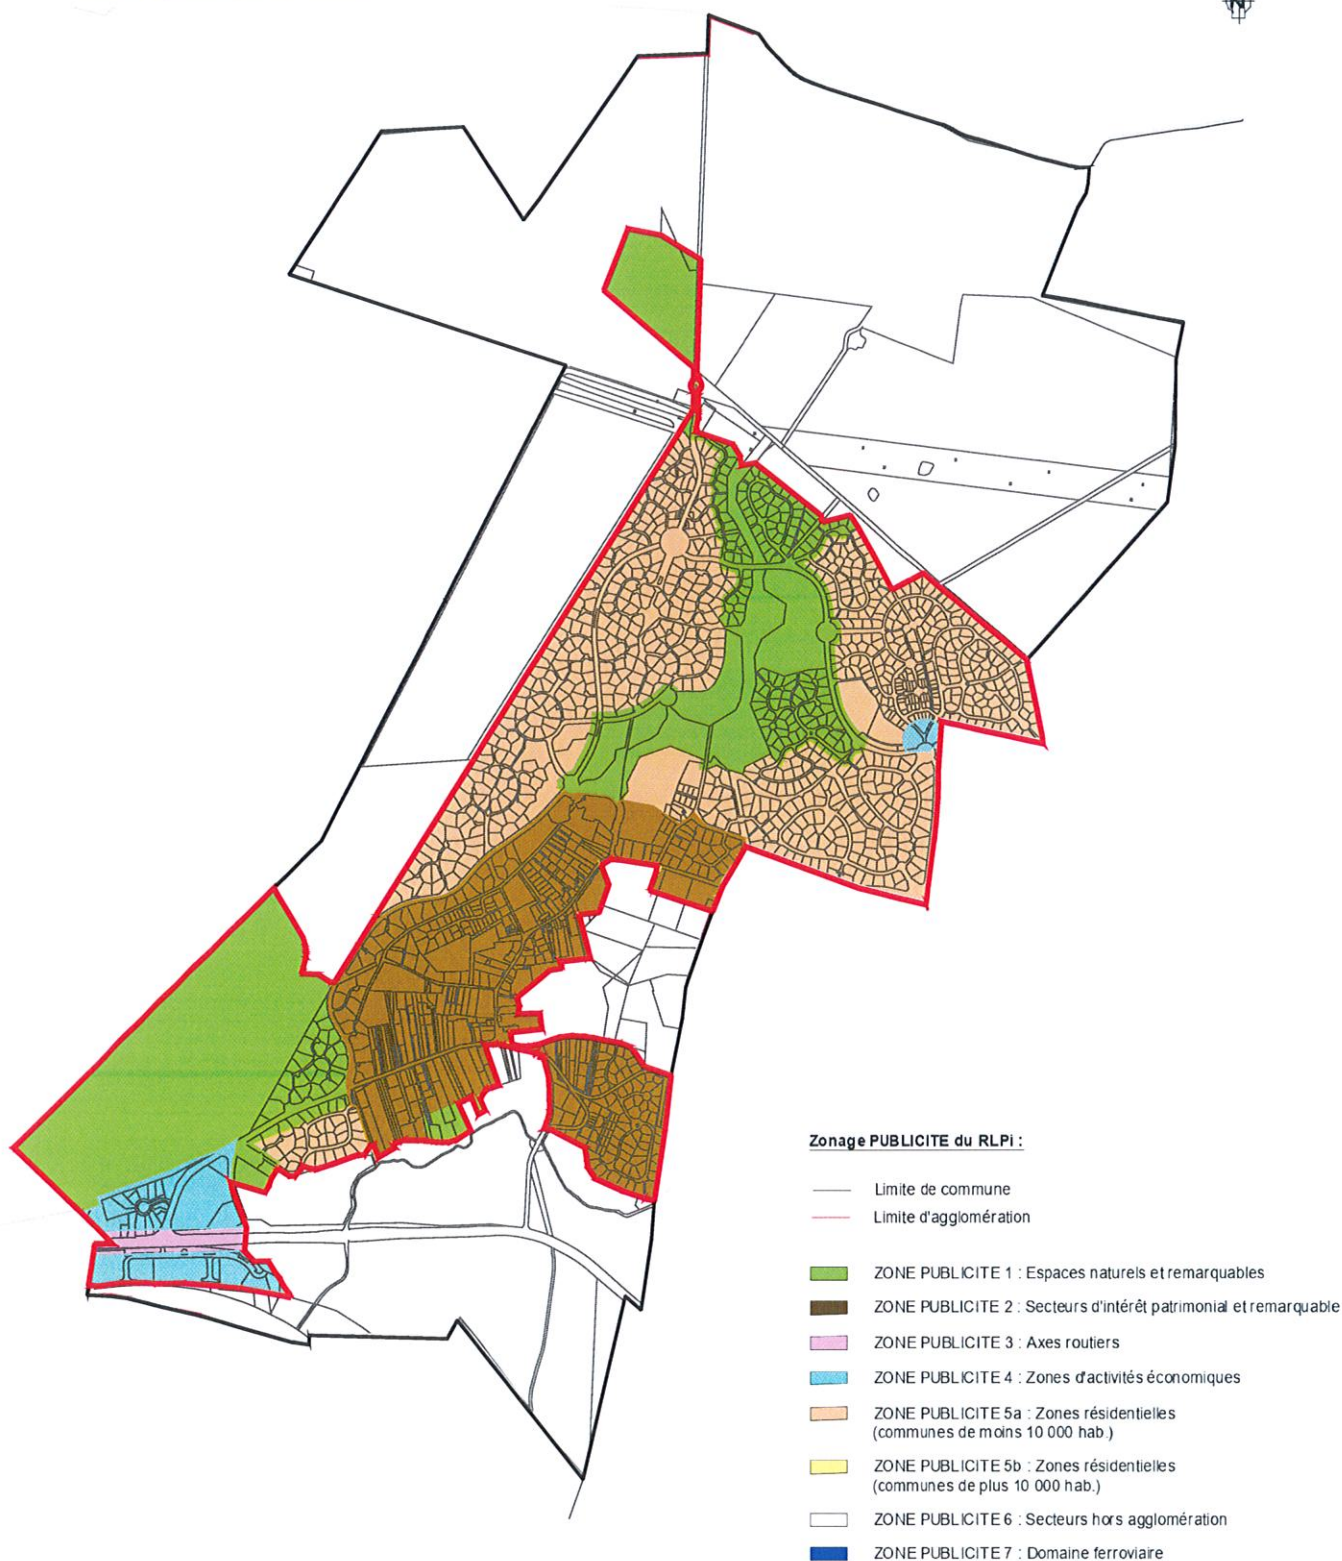 N
Zonage PUBLICITE du RLPi :
Limite de commune
Limite d'agglomération
ZONE PUBLICITE 1 : Espaces naturels et remarquables
ZONE PUBLICITE 2 : Secteurs d'intérêt patrimonial et remarquable
ZONE PUBLICITE 3 : Axes routiers
ZONE PUBLICITE 4 : Zones d'activités économiques
ZONE PUBLICITE 5a : Zones résidentielles
(communes de moins 10 000 hab.)
ZONE PUBLICITE 5b : Zones résidentielles
(communes de plus 10 000 hab.)
ZONE PUBLICITE 6 : Secteurs hors agglomération
ZONE PUBLICITE 7 : Domaine ferroviaire